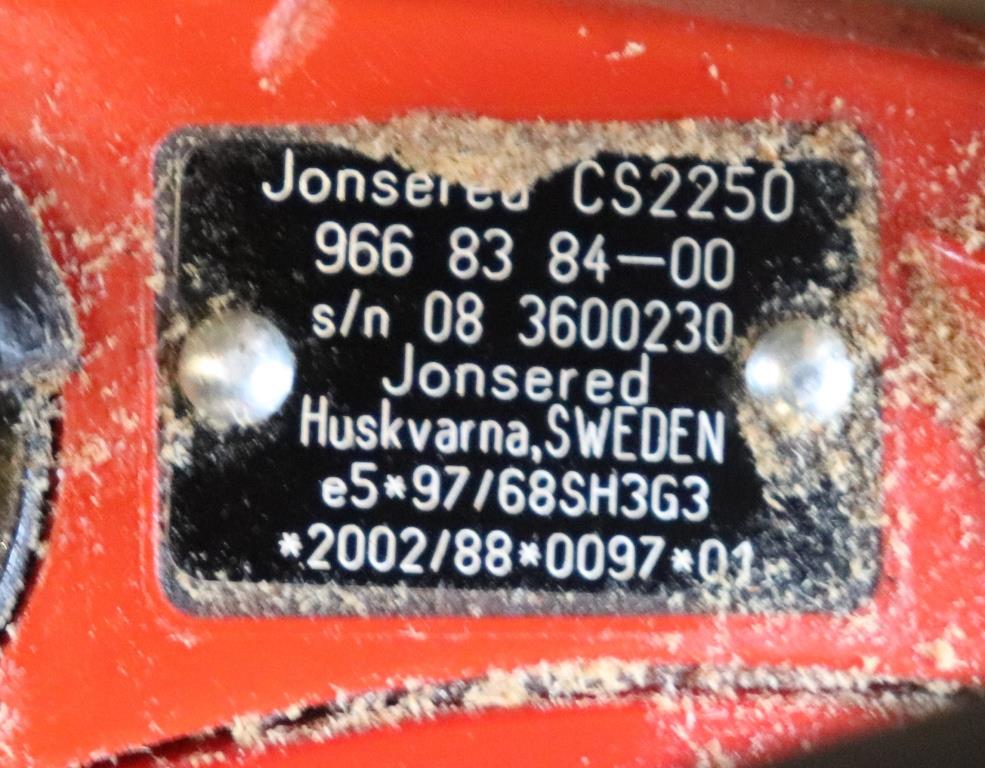 Jonsered CS2250
966 83 84-00
s/n 08 3600230
Jonsered
Huskvarna,SWEDEN
e5*97/68SH3G3
*2002/88*0097*01